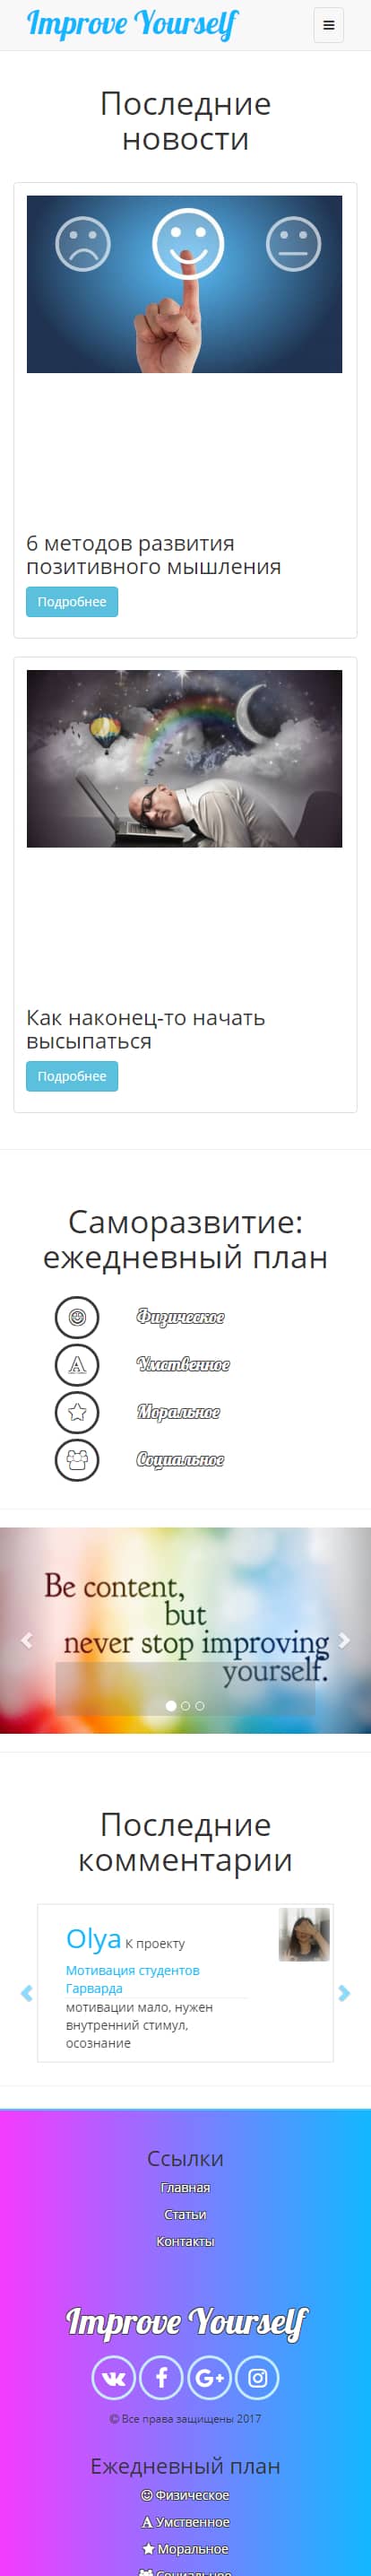 Improve Yourself
Последние
новости
6 методов развития
позитивного мышления
Подробнее
Z
Z
Z
Z
Как наконец-то начать
высыпаться
Подробнее
Саморазвитие:
ежедневный план
Физическое
Умственное
Моральное
Социальное
Be content,
but
never stop improving
yourself.
Последние
комментарии
Olya К проекту
Мотивация студентов
Гарварда
мотивации мало, нужен
внутренний стимул,
осознание
Ссылки
Главная
Статьи
Контакты
Improve Yourself
© Все права защищены 2017
Ежедневный план
Физическое
Умственное
Моральное
Социальное